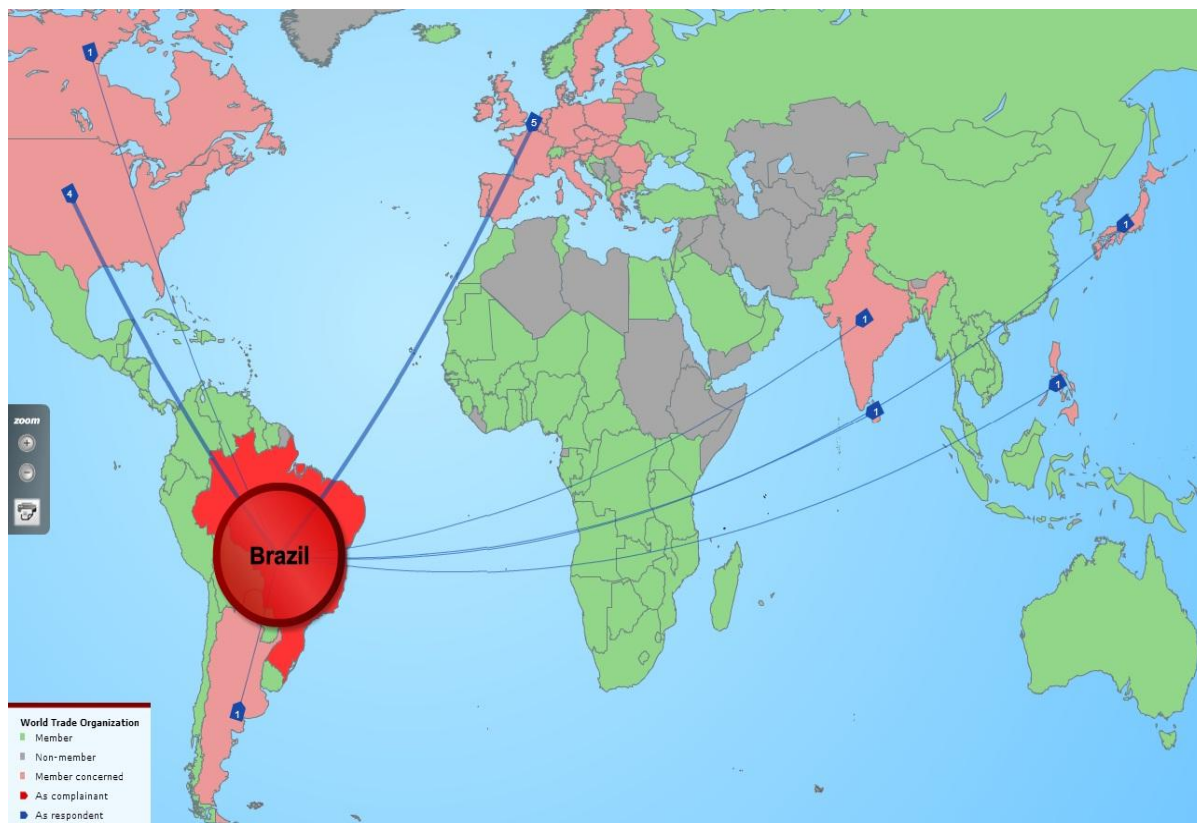 1
5
4
1
1
1
1
zoom
Brazil
1
World Trade Organization
Member
Non-member
Member concerned
As complainant
As respondent